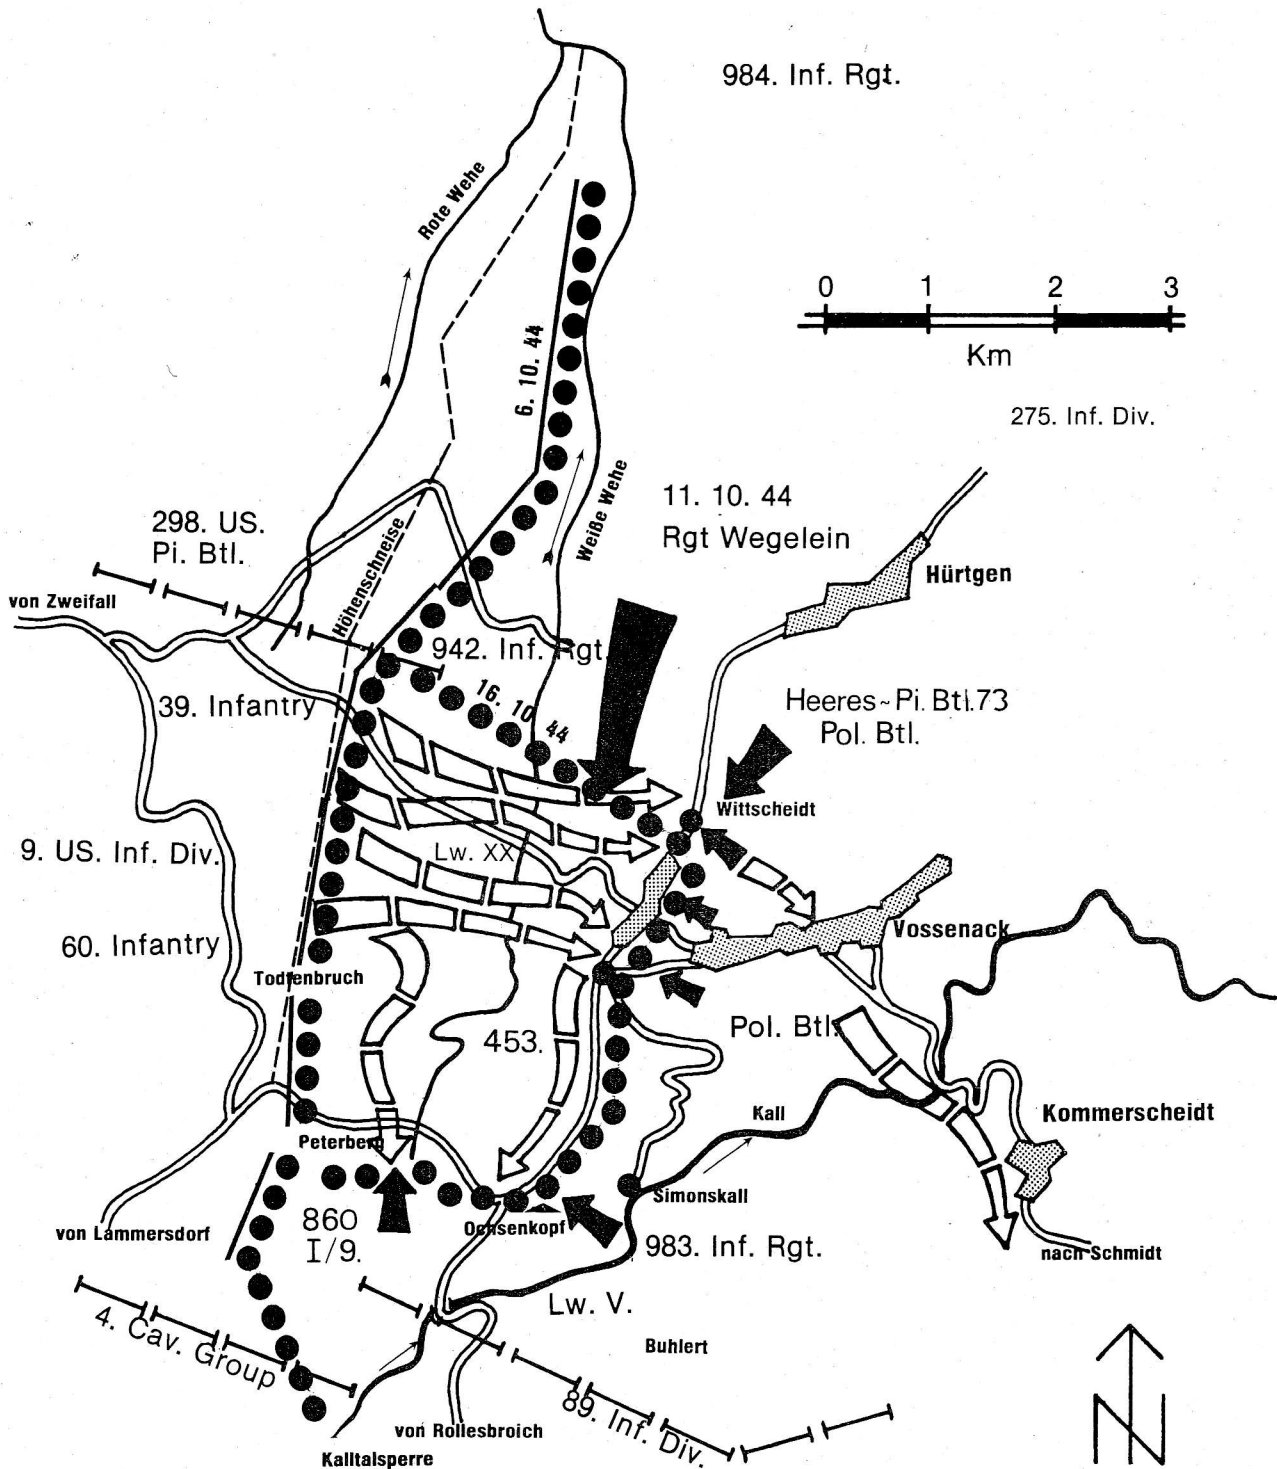 984. Inf. Rgt.
Rote Wehe
0 1 2 3
Km
6. 10. 44
275. Inf. Div.
Weiße Wehe
11. 10. 44
Rgt Wegelein
298. US.
Pi. Btl.
Hürtgen
von Zweifall
Höhenschneise
942. Inf. Rgt.
16. 10. 44
39. Infantry
Heeres~Pi. Btl. 73
Pol. Btl.
Wittscheidt
9. US. Inf. Div.
Lw. XX
60. Infantry
Vossenack
Todtenbruch
453.
Pol. Btl.
Kall
Kommerscheidt
Peterberg
Simonskall
von Lammersdorf
860
I/9.
Ochsenkopf
983. Inf. Rgt.
nach Schmidt
4. Cav. Group
Lw. V.
Buhlert
89. Inf. Div.
von Rollesbroich
Kalltalsperre
N